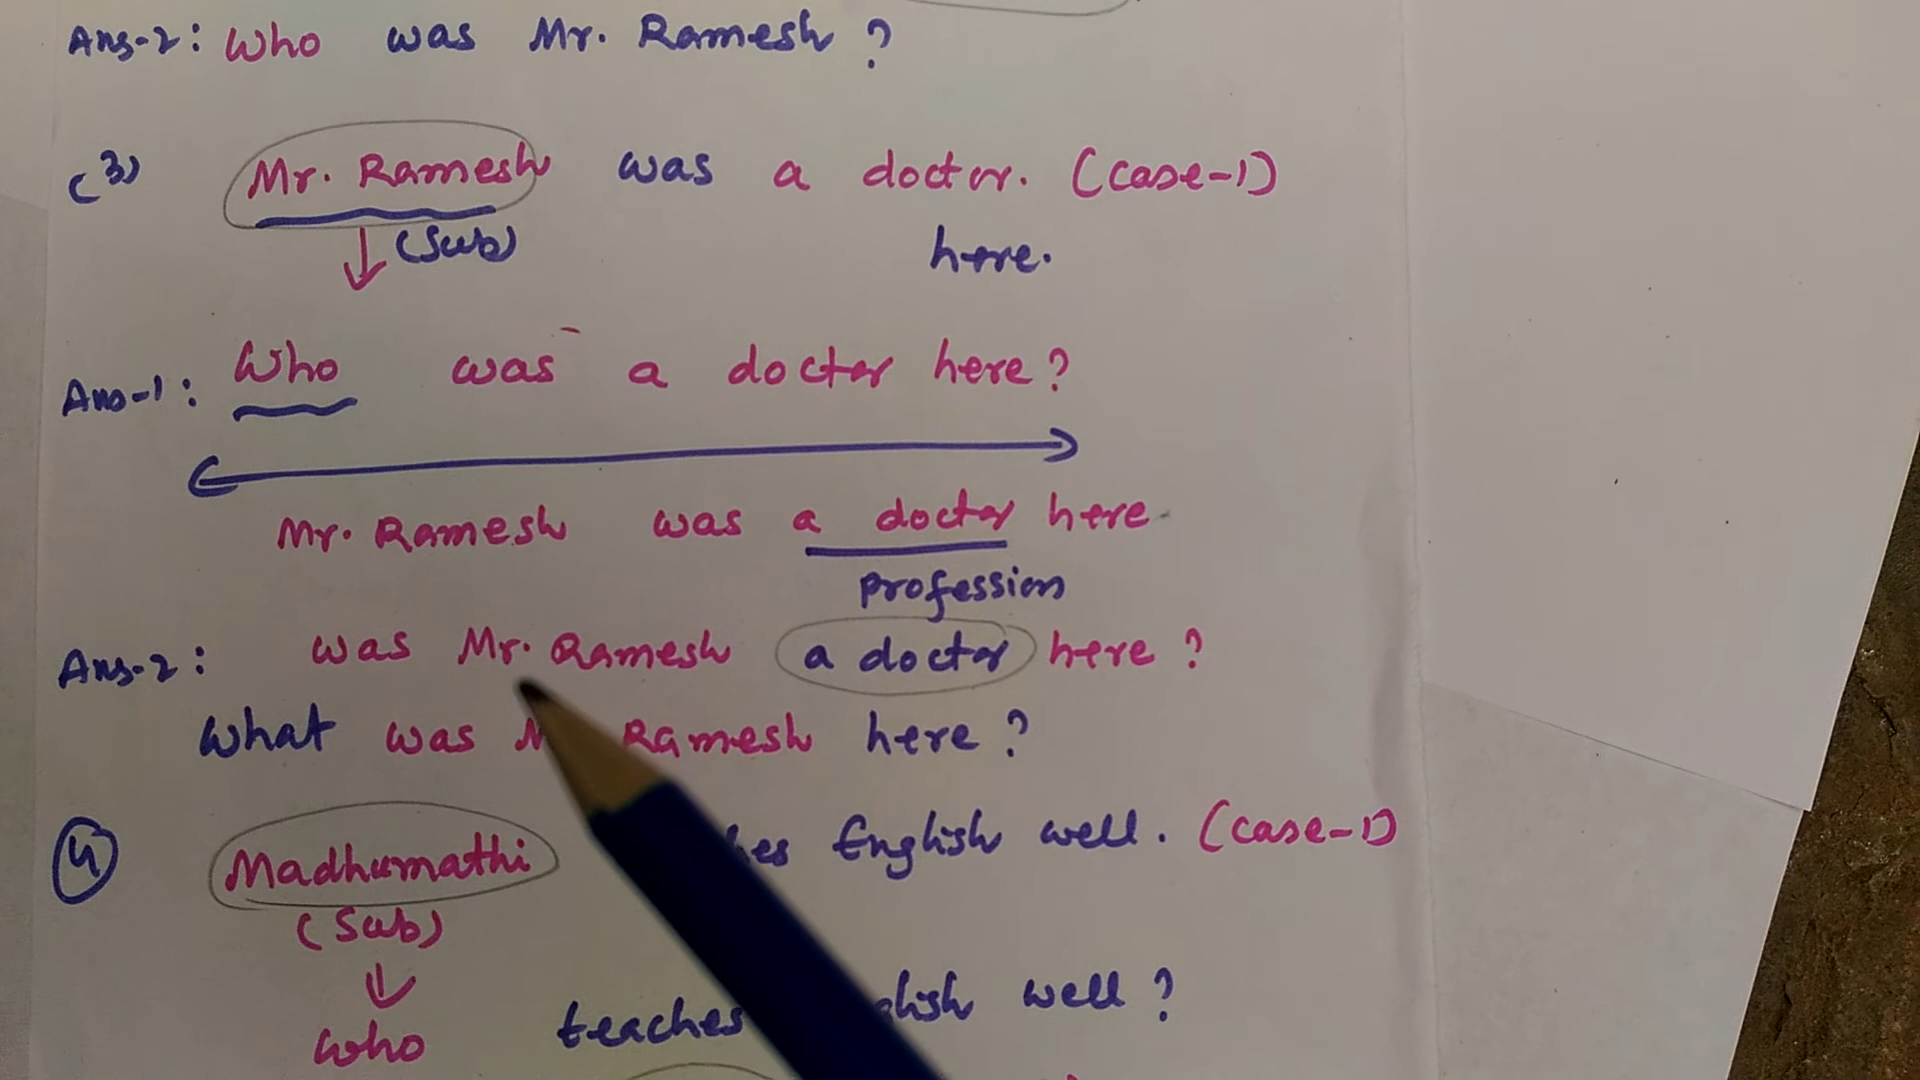 Ans-2: Who was Mr. Ramesh ?
(3) Mr. Ramesh was a doctor. (case-1)
(Sub) here.
Ans-1: Who was a doctor here?
Mr. Ramesh was a doctor here
profession
Ans-2: was Mr. Ramesh a doctor here ?
what was Ramesh here ?
4 Madhumathi English well. (case-1)
(Sub)
who teaches well ?